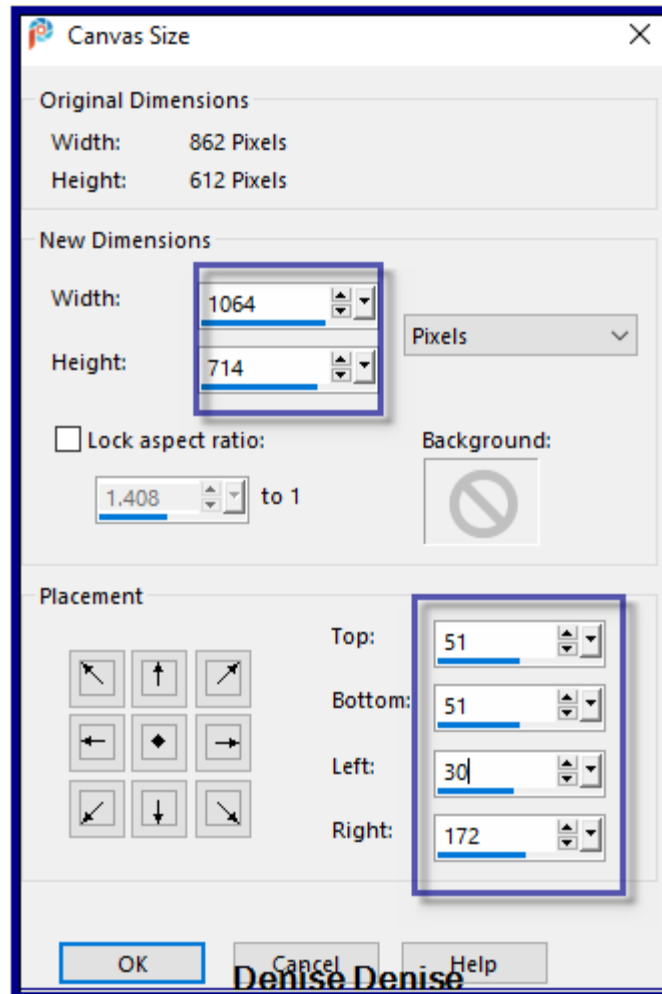 Canvas Size
Original Dimensions
Width: 862 Pixels
Height: 612 Pixels
New Dimensions
Width: 1064
Pixels
Height: 714
Lock aspect ratio: Background:
1.408 to 1
Placement
Top: 51
Bottom: 51
Left: 30
Right: 172
OK Cancel Help
Denise Denise